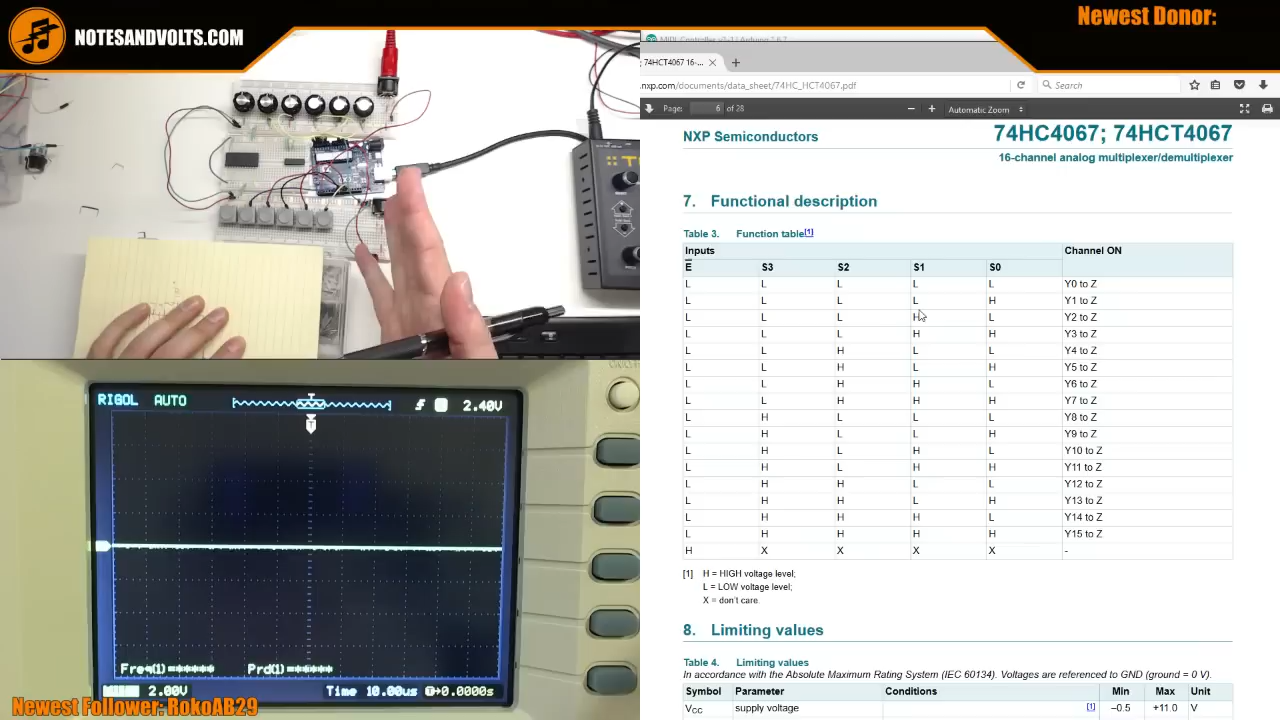 NOTESANDVOLTS.COM
Newest Donor:
74HCT4067 16-...
.nxp.com/documents/data_sheet/74HC_HCT4067.pdf
Search
Page: 6 of 28
Automatic Zoom
NXP Semiconductors
74HC4067; 74HCT4067
16-channel analog multiplexer/demultiplexer
7. Functional description
Table 3. Function table[1]
Inputs Channel ON
E S3 S2 S1 S0
L L L L L Y0 to Z
L L L L H Y1 to Z
L L L H L Y2 to Z
L L L H H Y3 to Z
L L H L L Y4 to Z
L L H L H Y5 to Z
L L H H L Y6 to Z
L L H H H Y7 to Z
L H L L L Y8 to Z
L H L L H Y9 to Z
L H L H L Y10 to Z
L H L H H Y11 to Z
L H H L L Y12 to Z
L H H L H Y13 to Z
L H H H L Y14 to Z
L H H H H Y15 to Z
H X X X X -
[1] H = HIGH voltage level;
L = LOW voltage level;
X = don't care.
8. Limiting values
Table 4. Limiting values
In accordance with the Absolute Maximum Rating System (IEC 60134). Voltages are referenced to GND (ground = 0 V).
Symbol Parameter Conditions Min Max Unit
VCC supply voltage [1] –0.5 +11.0 V
RIGOL AUTO
2.40V
Freq(1)=****** Prd(1)=******
2.00V Time 10.00us T→0.0000s
Newest Follower: RokoAB29